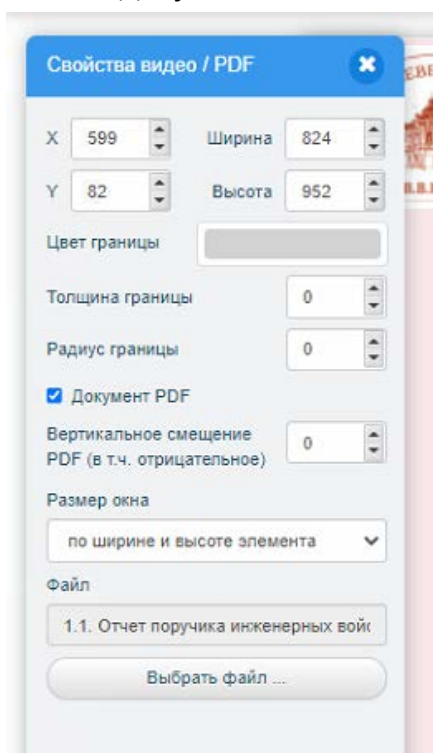 Свойства видео / PDF
X 599 Ширина 824
Y 82 Высота 952
Цвет границы
Толщина границы 0
Радиус границы 0
Документ PDF
Вертикальное смещение
PDF (в т.ч. отрицательное) 0
Размер окна
по ширине и высоте элемента
Файл
1.1. Отчет поручика инженерных
Выбрать файл ...